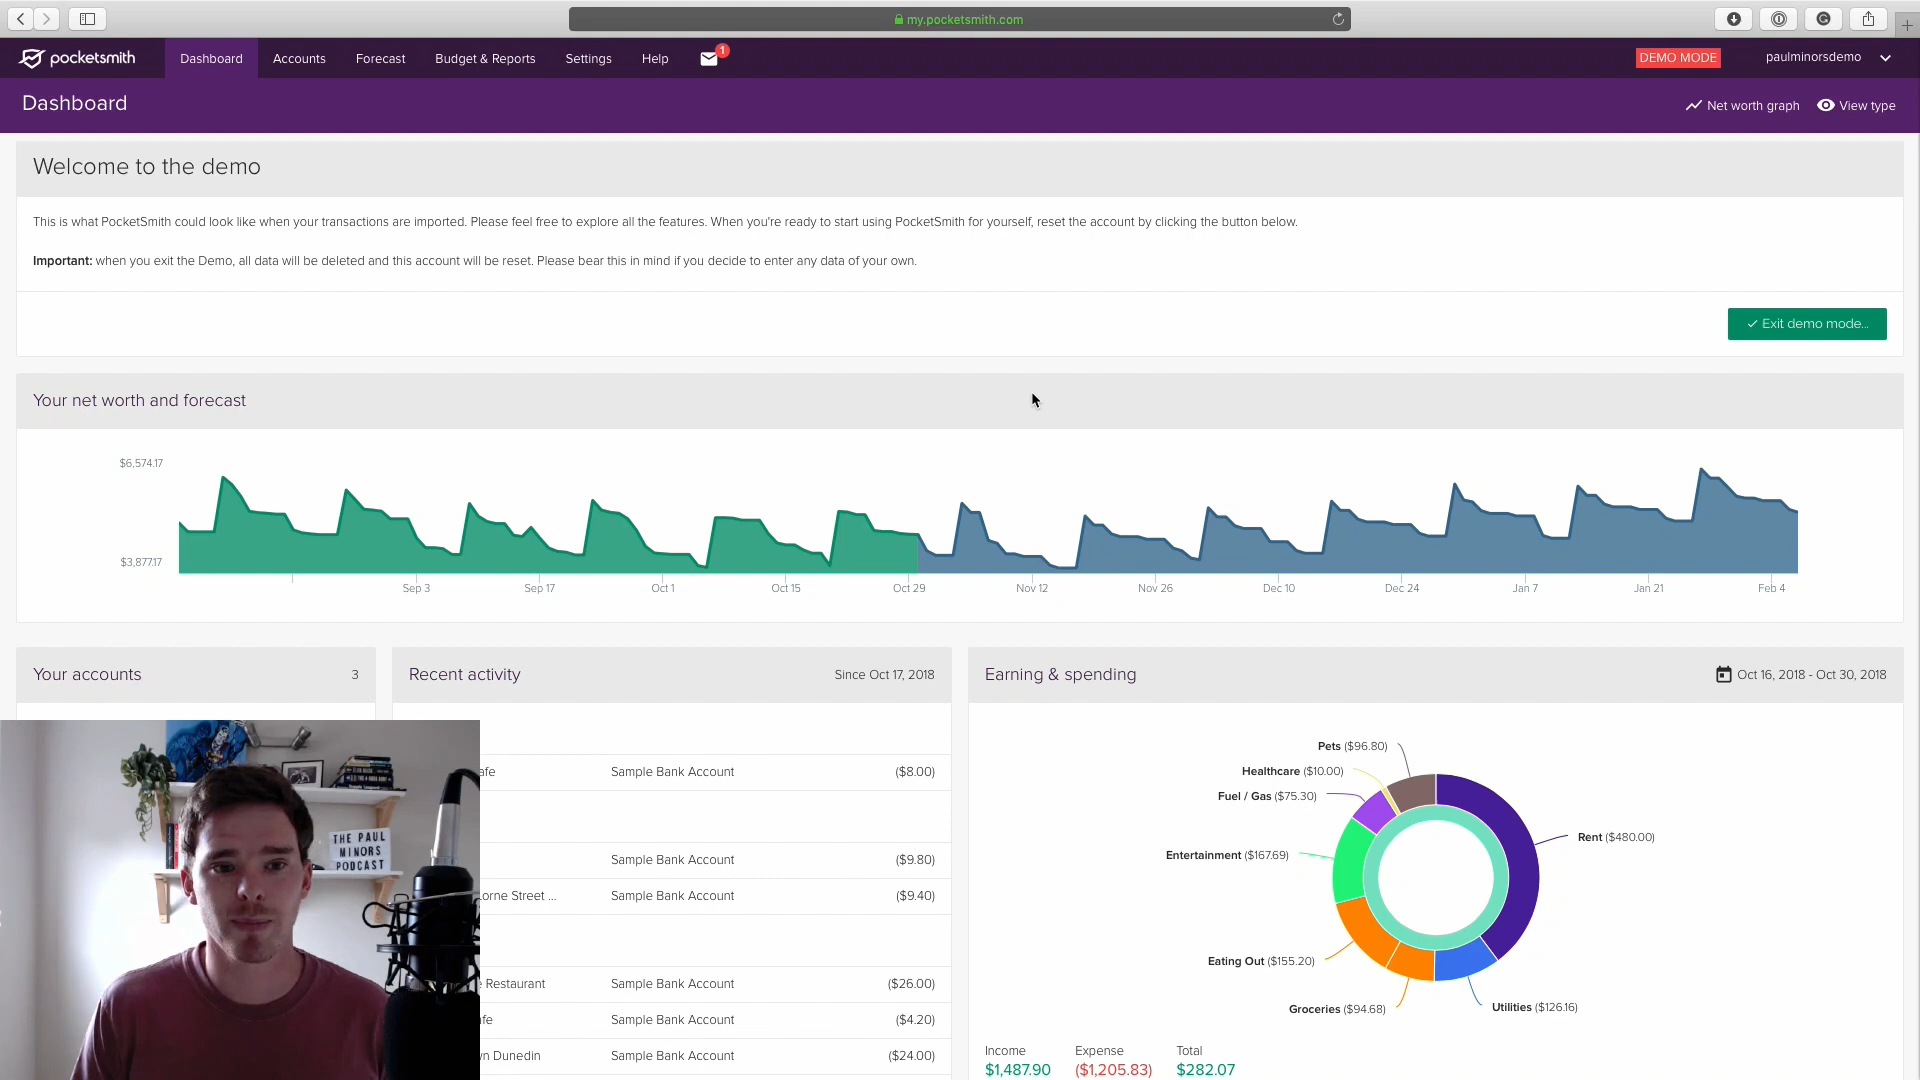 my.pocketsmith.com
pocketsmith
Dashboard
Accounts
Forecast
Budget & Reports
Settings
Help
1
DEMO MODE
paulminorsdemo
Dashboard
Net worth graph
View type
Welcome to the demo
This is what PocketSmith could look like when your transactions are imported. Please feel free to explore all the features. When you're ready to start using PocketSmith for yourself, reset the account by clicking the button below.
Important: when you exit the Demo, all data will be deleted and this account will be reset. Please bear this in mind if you decide to enter any data of your own.
Exit demo mode...
Your net worth and forecast
$6,574.17
$3,877.17
Sep 3
Sep 17
Oct 1
Oct 15
Oct 29
Nov 12
Nov 26
Dec 10
Dec 24
Jan 7
Jan 21
Feb 4
Your accounts
3
Recent activity
Since Oct 17, 2018
afe
Sample Bank Account
($8.00)
Sample Bank Account
($9.80)
Lorne Street ...
Sample Bank Account
($9.40)
e Restaurant
Sample Bank Account
($26.00)
afe
Sample Bank Account
($4.20)
wn Dunedin
Sample Bank Account
($24.00)
Earning & spending
Oct 16, 2018 - Oct 30, 2018
Pets ($96.80)
Healthcare ($10.00)
Fuel / Gas ($75.30)
Rent ($480.00)
Entertainment ($167.69)
Eating Out ($155.20)
Groceries ($94.68)
Utilities ($126.16)
Income
Expense
Total
$1,487.90
($1,205.83)
$282.07
THE PAUL
MINORS
PODCAST